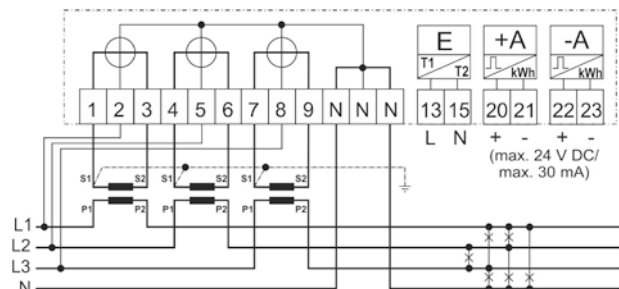 E +A -A
T1 T2 kWh kWh
1 2 3 4 5 6 7 8 9 N N N 13 15 20 21 22 23
L N + - + -
(max. 24 V DC/
max. 30 mA)
S1 S2 S1 S2 S1 S2
P1 P2 P1 P2 P1 P2
L1
L2
L3
N